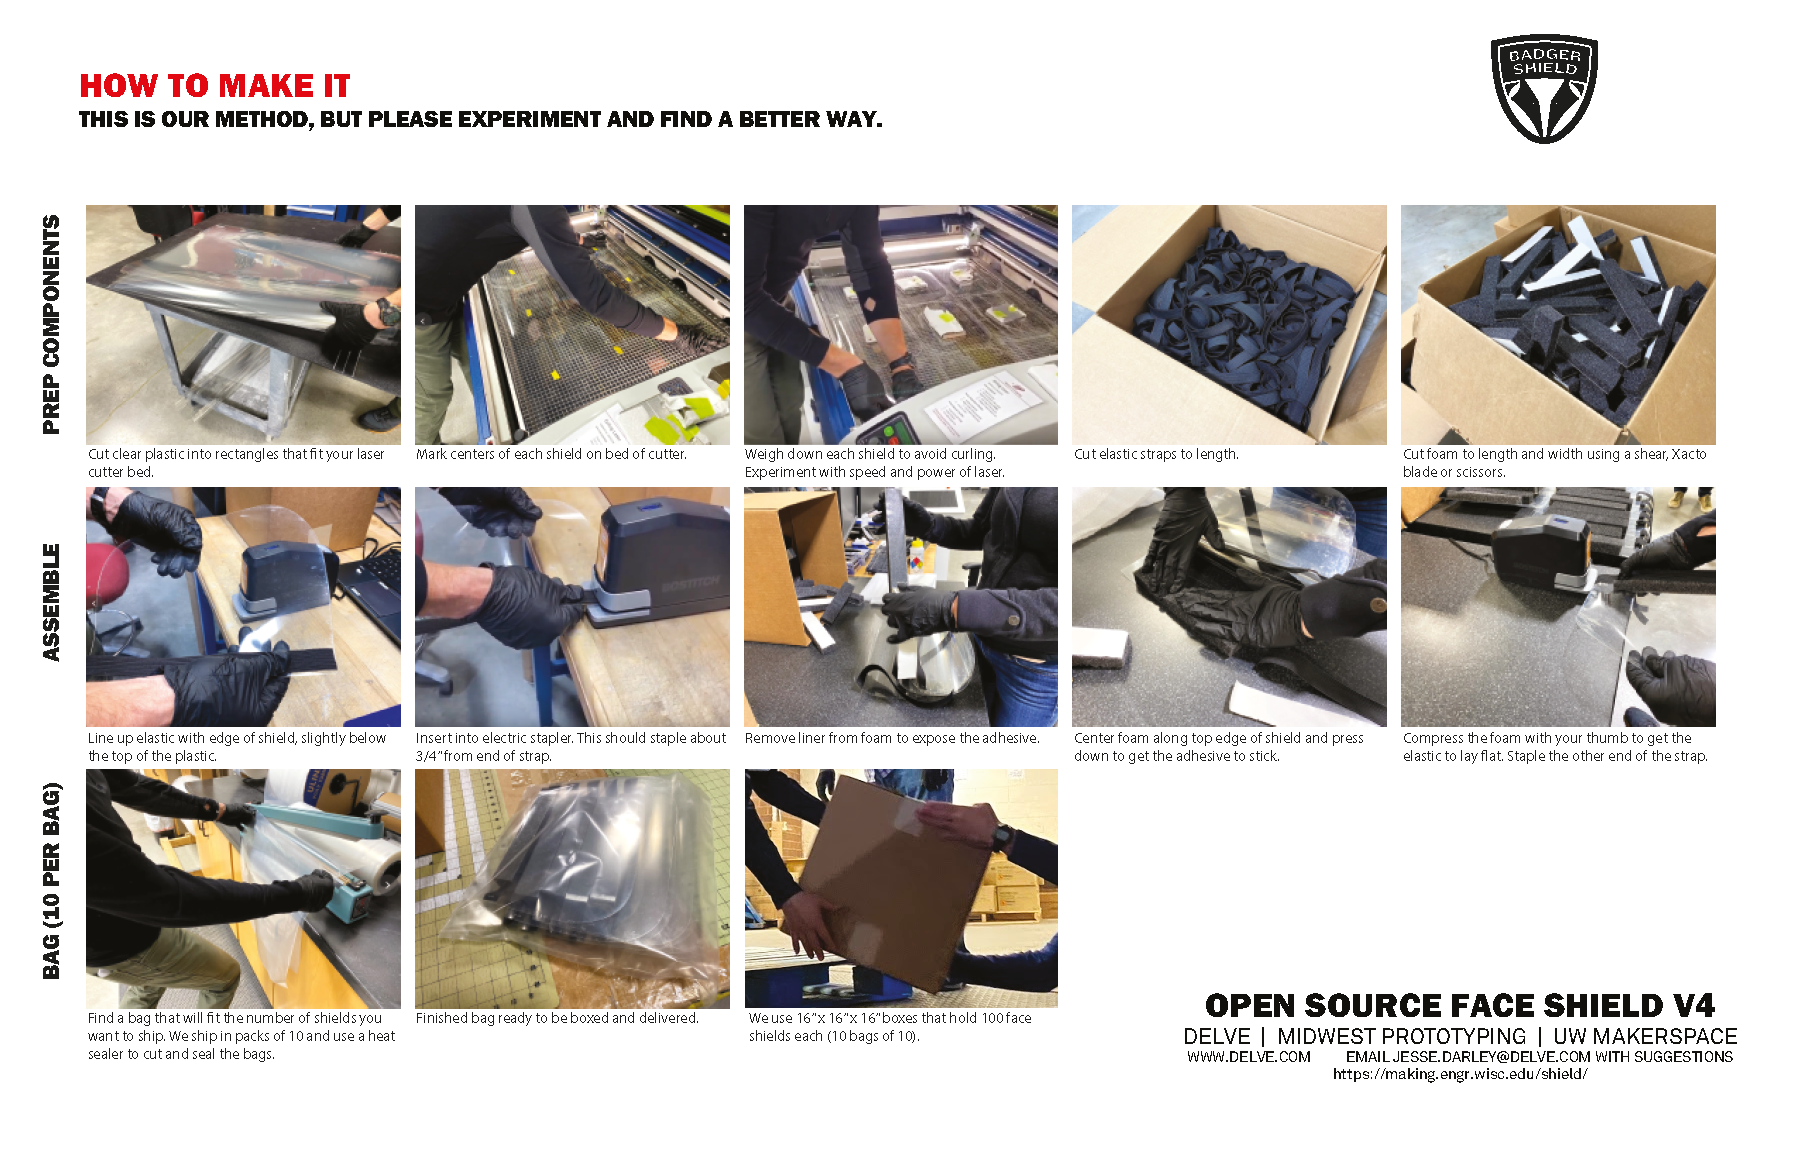 HOW TO MAKE IT
THIS IS OUR METHOD, BUT PLEASE EXPERIMENT AND FIND A BETTER WAY.
BADGER
SHIELD
PREP COMPONENTS
Cut clear plastic into rectangles that fit your laser
cutter bed.
Mark centers of each shield on bed of cutter.
Weigh down each shield to avoid curling.
Experiment with speed and power of laser.
Cut elastic straps to length.
Cut foam to length and width using a shear, Xacto
blade or scissors.
ASSEMBLE
BOSTITCH
Line up elastic with edge of shield, slightly below
the top of the plastic.
Insert into electric stapler. This should staple about
3/4” from end of strap.
Remove liner from foam to expose the adhesive.
Center foam along top edge of shield and press
down to get the adhesive to stick.
Compress the foam with your thumb to get the
elastic to lay flat. Staple the other end of the strap.
BAG (10 PER BAG)
ULINE
Find a bag that will fit the number of shields you
want to ship. We ship in packs of 10 and use a heat
sealer to cut and seal the bags.
Finished bag ready to be boxed and delivered.
We use 16” x 16” x 16” boxes that hold 100 face
shields each (10 bags of 10).
OPEN SOURCE FACE SHIELD V4
DELVE | MIDWEST PROTOTYPING | UW MAKERSPACE
WWW.DELVE.COM EMAIL JESSE.DARLEY@DELVE.COM WITH SUGGESTIONS
https://making.engr.wisc.edu/shield/